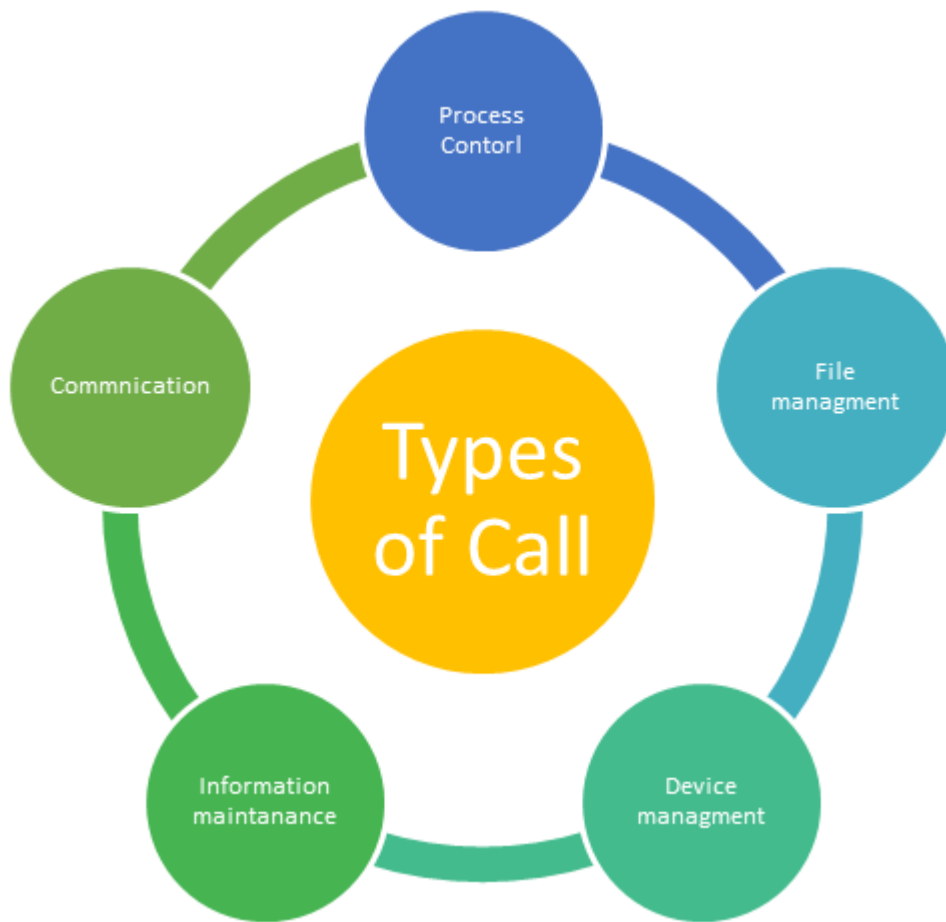 Process
Contorl
File
managment
Device
managment
Information
maintanance
Commnication
Types
of Call